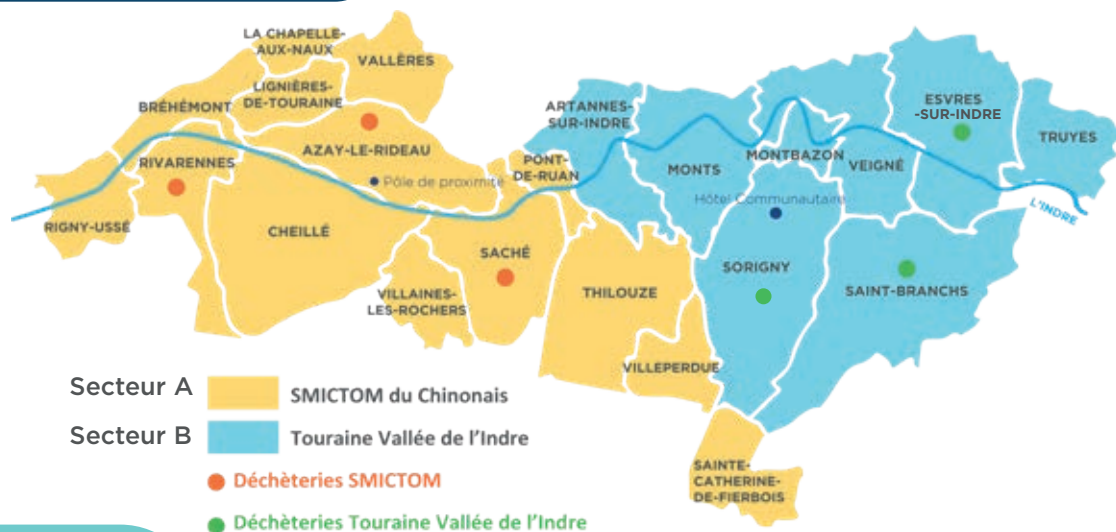 LA CHAPELLE-
AUX-NAUX
VALLÈRES
LIGNIÈRES-
DE-TOURAINE
BRÉHÉMONT
ARTANNES-
SUR-INDRE
ESVRES
-SUR-INDRE
TRUYES
RIVARENNES
AZAY-LE-RIDEAU
PONT-
DE-RUAN
MONTS
MONTBAZON
VEIGNÉ
Pôle de proximité
Hôtel Communautaire
L'INDRE
RIGNY-USSÉ
CHEILLÉ
SACHÉ
SORIGNY
SAINT-BRANCHS
VILLAINES-
LES-ROCHERS
THILOUZE
VILLEPERDUE
SAINTE-
CATHERINE-
DE-FIERBOIS
Secteur A
SMICTOM du Chinonais
Secteur B
Touraine Vallée de l'Indre
Déchèteries SMICTOM
Déchèteries Touraine Vallée de l'Indre